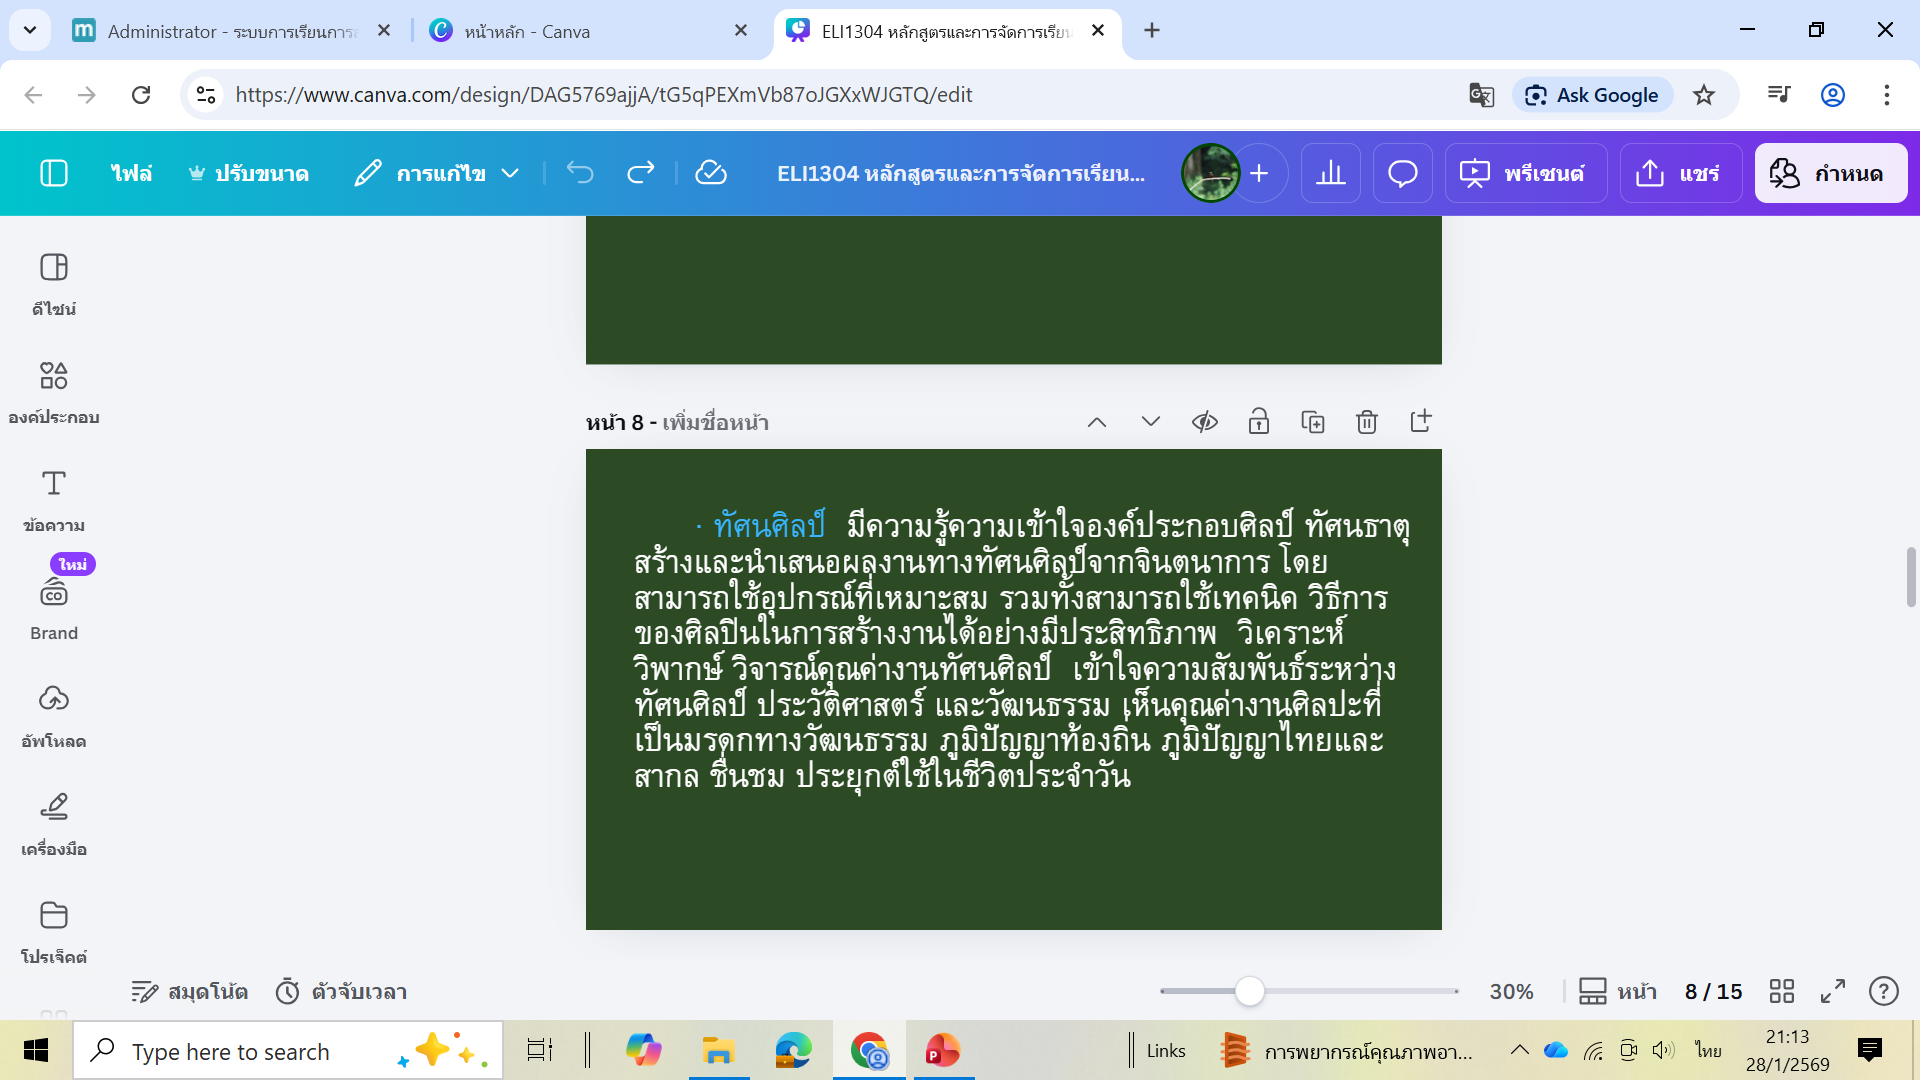 Administrator - ระบบการเรียนการส
หน้าหลัก - Canva
ELI1304 หลักสูตรและการจัดการเรียน
https://www.canva.com/design/DAG5769ajjA/tG5qPEXmVb87oJGXxWJGTQ/edit
Ask Google
ไฟล์
ปรับขนาด
การแก้ไข
ELI1304 หลักสูตรและการจัดการเรียน...
พรีเซนต์
แชร์
กำหนด
ดีไซน์
องค์ประกอบ
ข้อความ
ใหม่
Brand
อัพโหลด
เครื่องมือ
โปรเจ็คต์
หน้า 8 - เพิ่มชื่อหน้า
· ทัศนศิลป์ มีความรู้ความเข้าใจองค์ประกอบศิลป์ ทัศนธาตุ
สร้างและนำเสนอผลงานทางทัศนศิลป์จากจินตนาการ โดย
สามารถใช้อุปกรณ์ที่เหมาะสม รวมทั้งสามารถใช้เทคนิค วิธีการ
ของศิลปินในการสร้างงานได้อย่างมีประสิทธิภาพ วิเคราะห์
วิพากษ์ วิจารณ์คุณค่างานทัศนศิลป์ เข้าใจความสัมพันธ์ระหว่าง
ทัศนศิลป์ ประวัติศาสตร์ และวัฒนธรรม เห็นคุณค่างานศิลปะที่
เป็นมรดกทางวัฒนธรรม ภูมิปัญญาท้องถิ่น ภูมิปัญญาไทยและ
สากล ชื่นชม ประยุกต์ใช้ในชีวิตประจำวัน
สมุดโน้ต
ตัวจับเวลา
30%
หน้า
8 / 15
Type here to search
Links
การพยากรณ์คุณภาพอา...
ไทย
21:13
28/1/2569